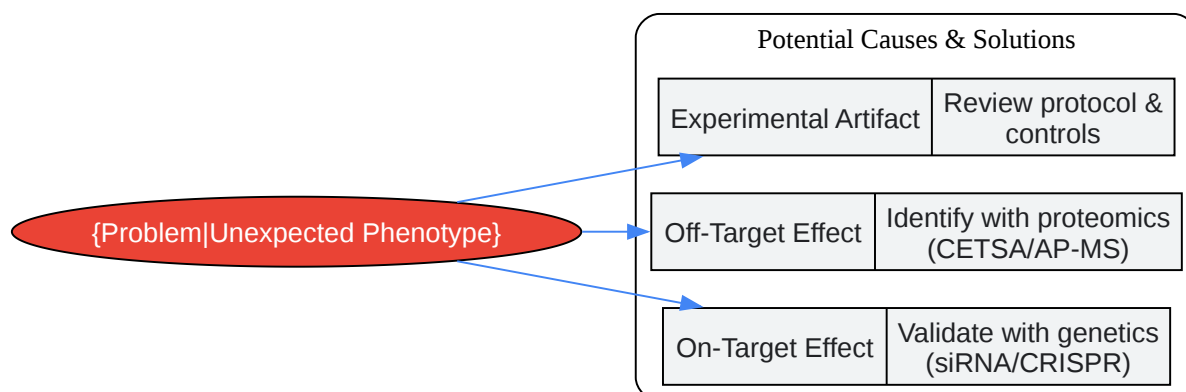 Potential Causes & Solutions
Experimental Artifact
Review protocol &
controls
{Problem|Unexpected Phenotype}
Off-Target Effect
Identify with proteomics
(CETSA/AP-MS)
On-Target Effect
Validate with genetics
(siRNA/CRISPR)